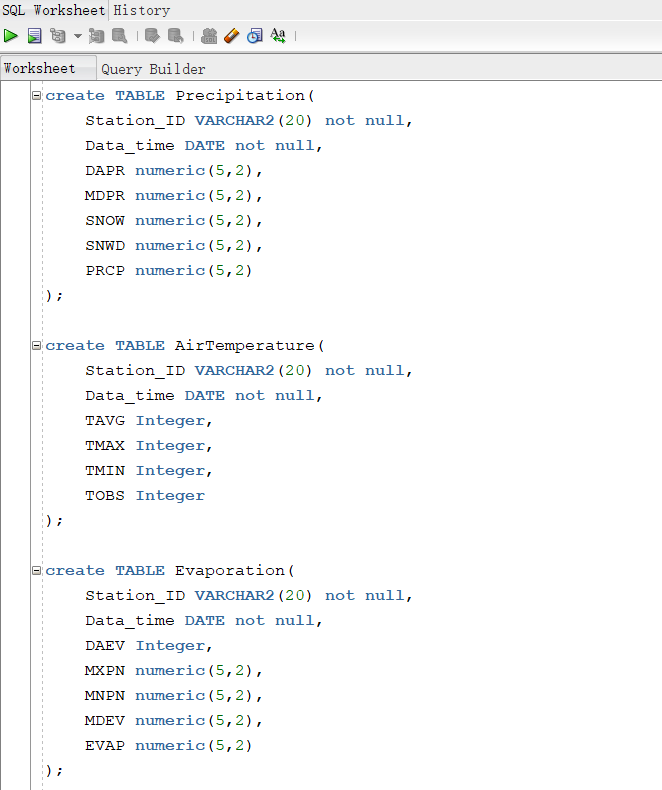 SQL Worksheet History
Worksheet Query Builder
create TABLE Precipitation(
    Station_ID VARCHAR2(20) not null,
    Data_time DATE not null,
    DAPR numeric(5,2),
    MDPR numeric(5,2),
    SNOW numeric(5,2),
    SNWD numeric(5,2),
    PRCP numeric(5,2)
);
create TABLE AirTemperature(
    Station_ID VARCHAR2(20) not null,
    Data_time DATE not null,
    TAVG Integer,
    TMAX Integer,
    TMIN Integer,
    TOBS Integer
);
create TABLE Evaporation(
    Station_ID VARCHAR2(20) not null,
    Data_time DATE not null,
    DAEV Integer,
    MXPN numeric(5,2),
    MNPN numeric(5,2),
    MDEV numeric(5,2),
    EVAP numeric(5,2)
);